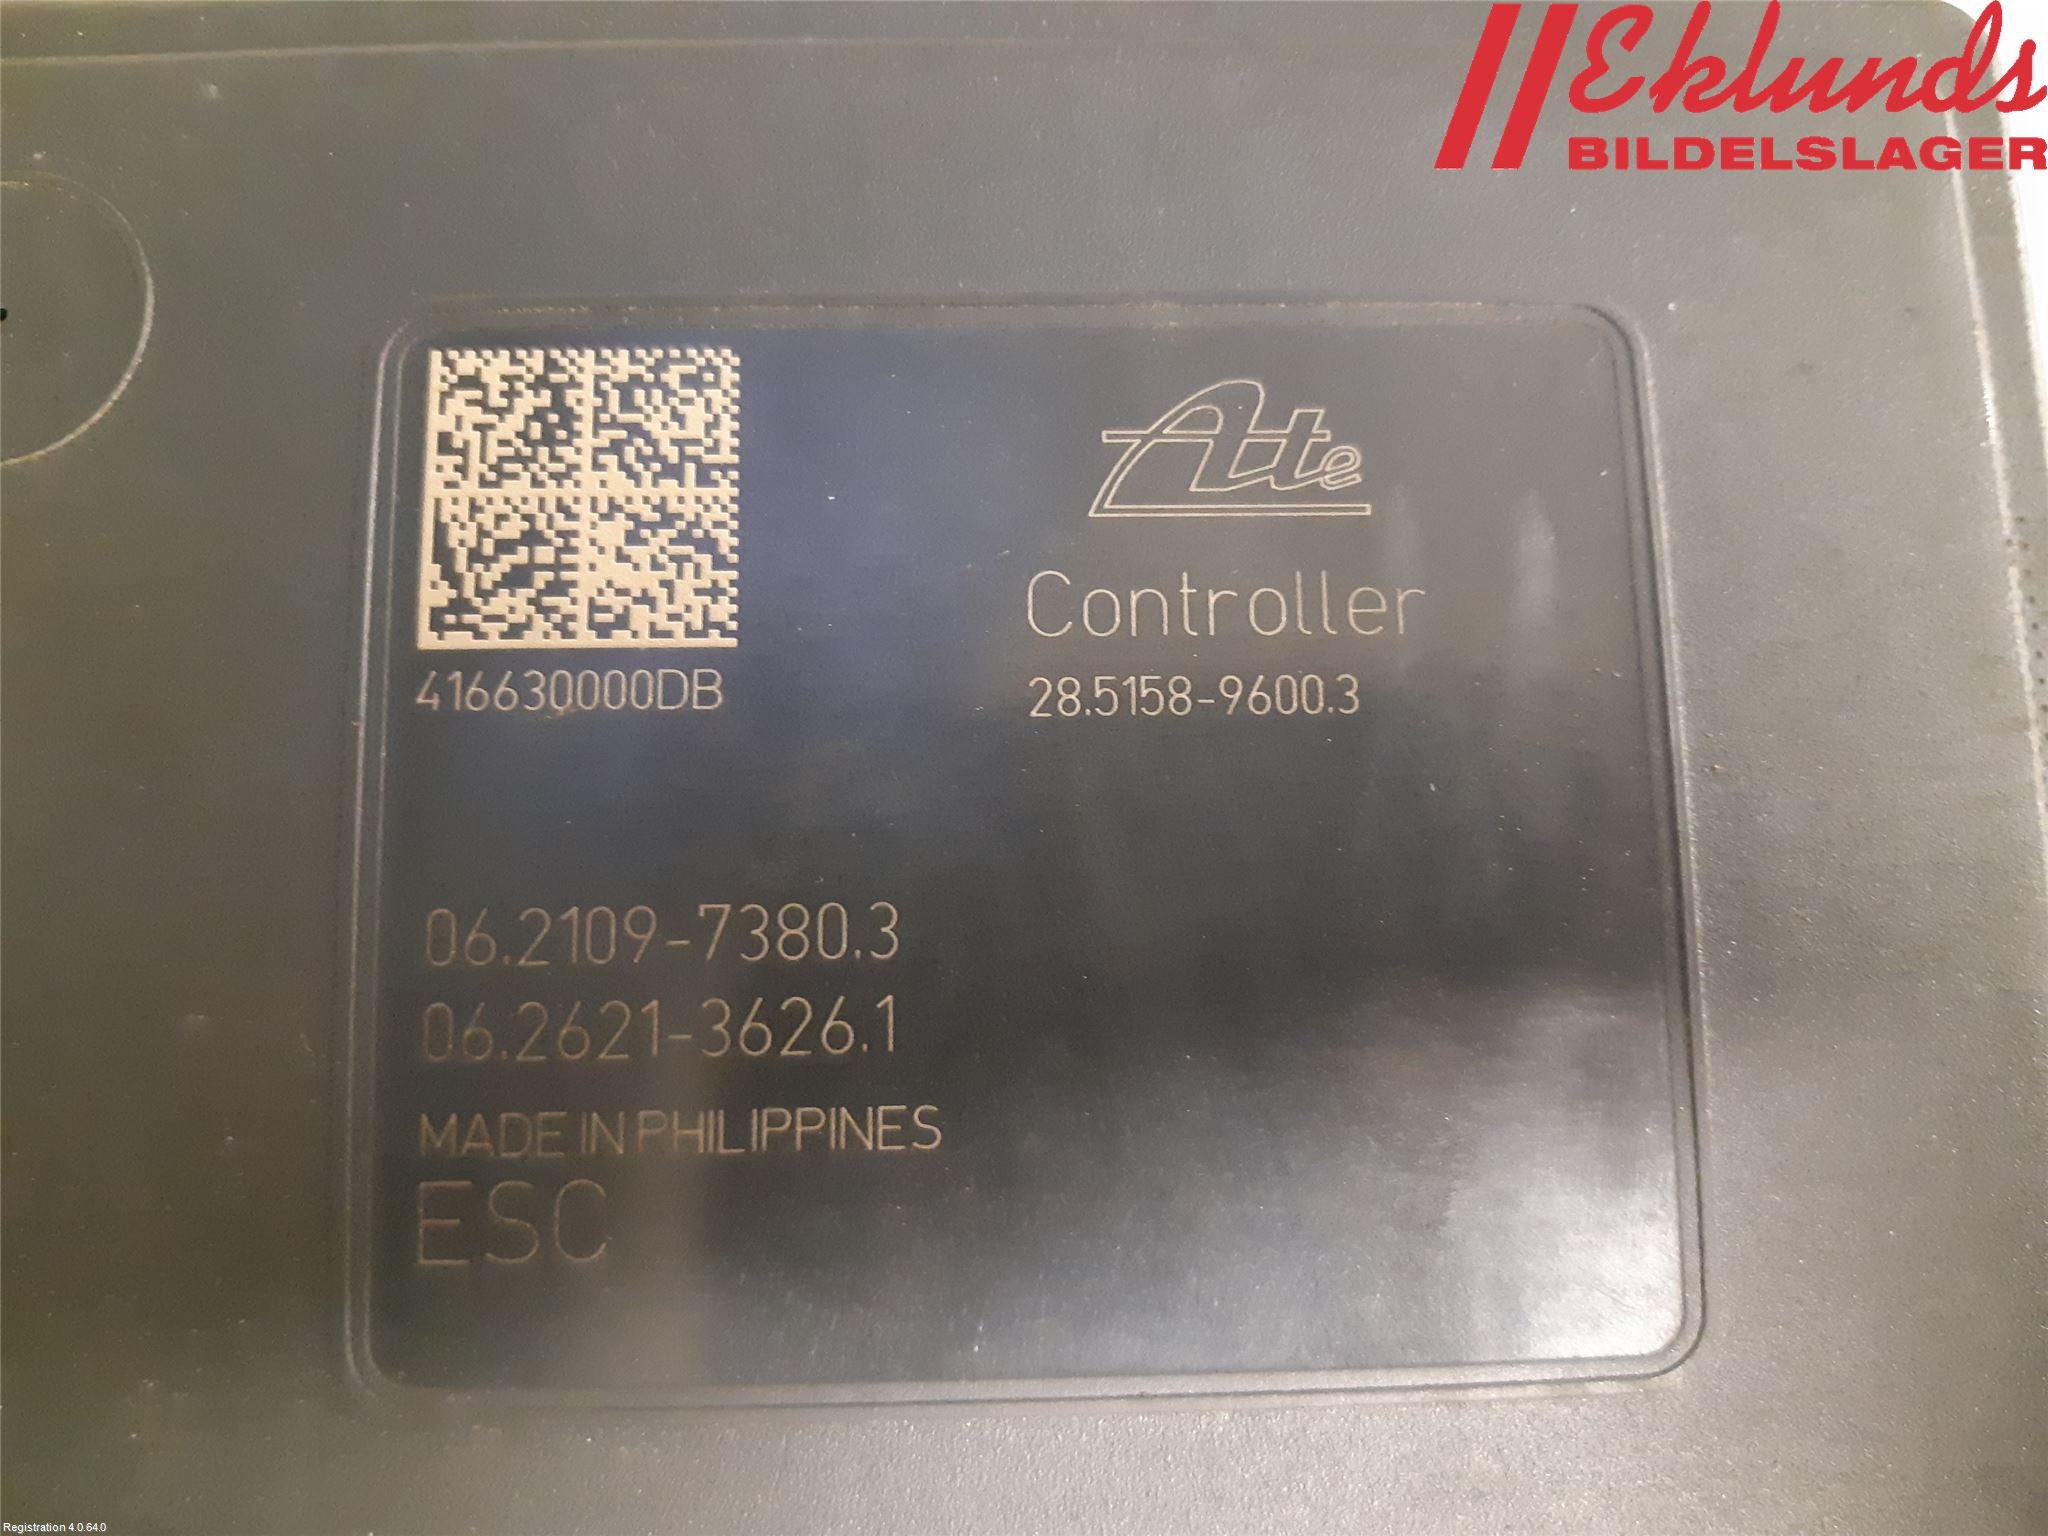 Eklunds
BILDELSLAGER
Ate
Controller
416630000DB
28.5158-9600.3
06.2109-7380.3
06.2621-3626.1
MADE IN PHILIPPINES
ESC
Registration 4.0.64.0